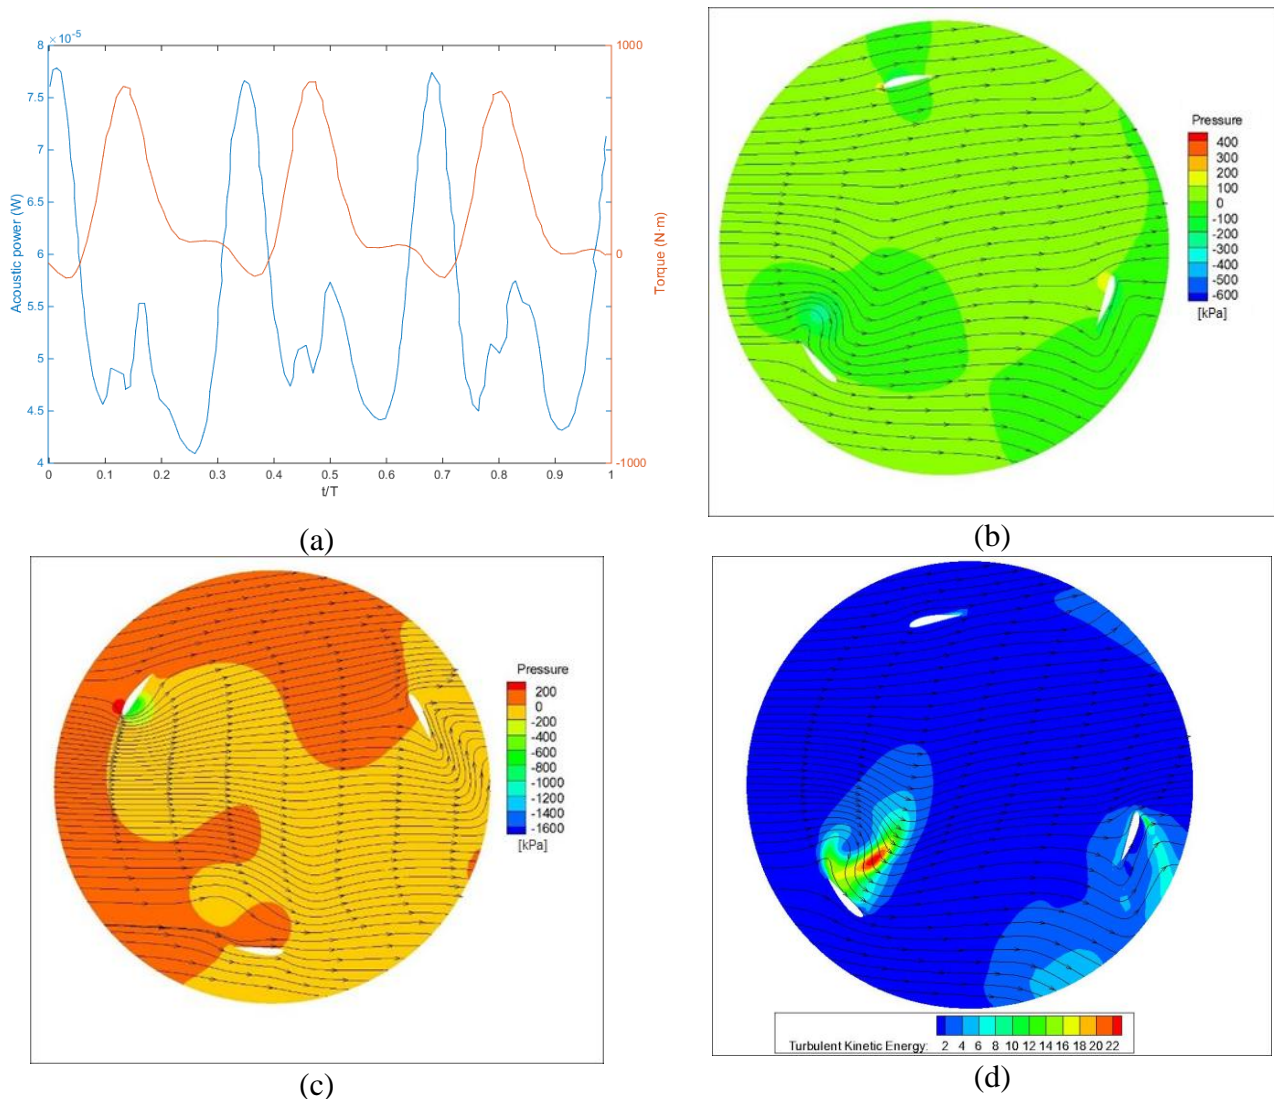 ×10⁻⁵
8
7.5
7
6.5
6
5.5
5
4.5
4
Acoustic power (W)
0 0.1 0.2 0.3 0.4 0.5 0.6 0.7 0.8 0.9 1
t/T
1000
0
-1000
Torque (N·m)
(a)
Pressure
400
300
200
100
0
-100
-200
-300
-400
-500
-600
[kPa]
(b)
Pressure
200
0
-200
-400
-600
-800
-1000
-1200
-1400
-1600
[kPa]
(c)
Turbulent Kinetic Energy: 2 4 6 8 10 12 14 16 18 20 22
(d)